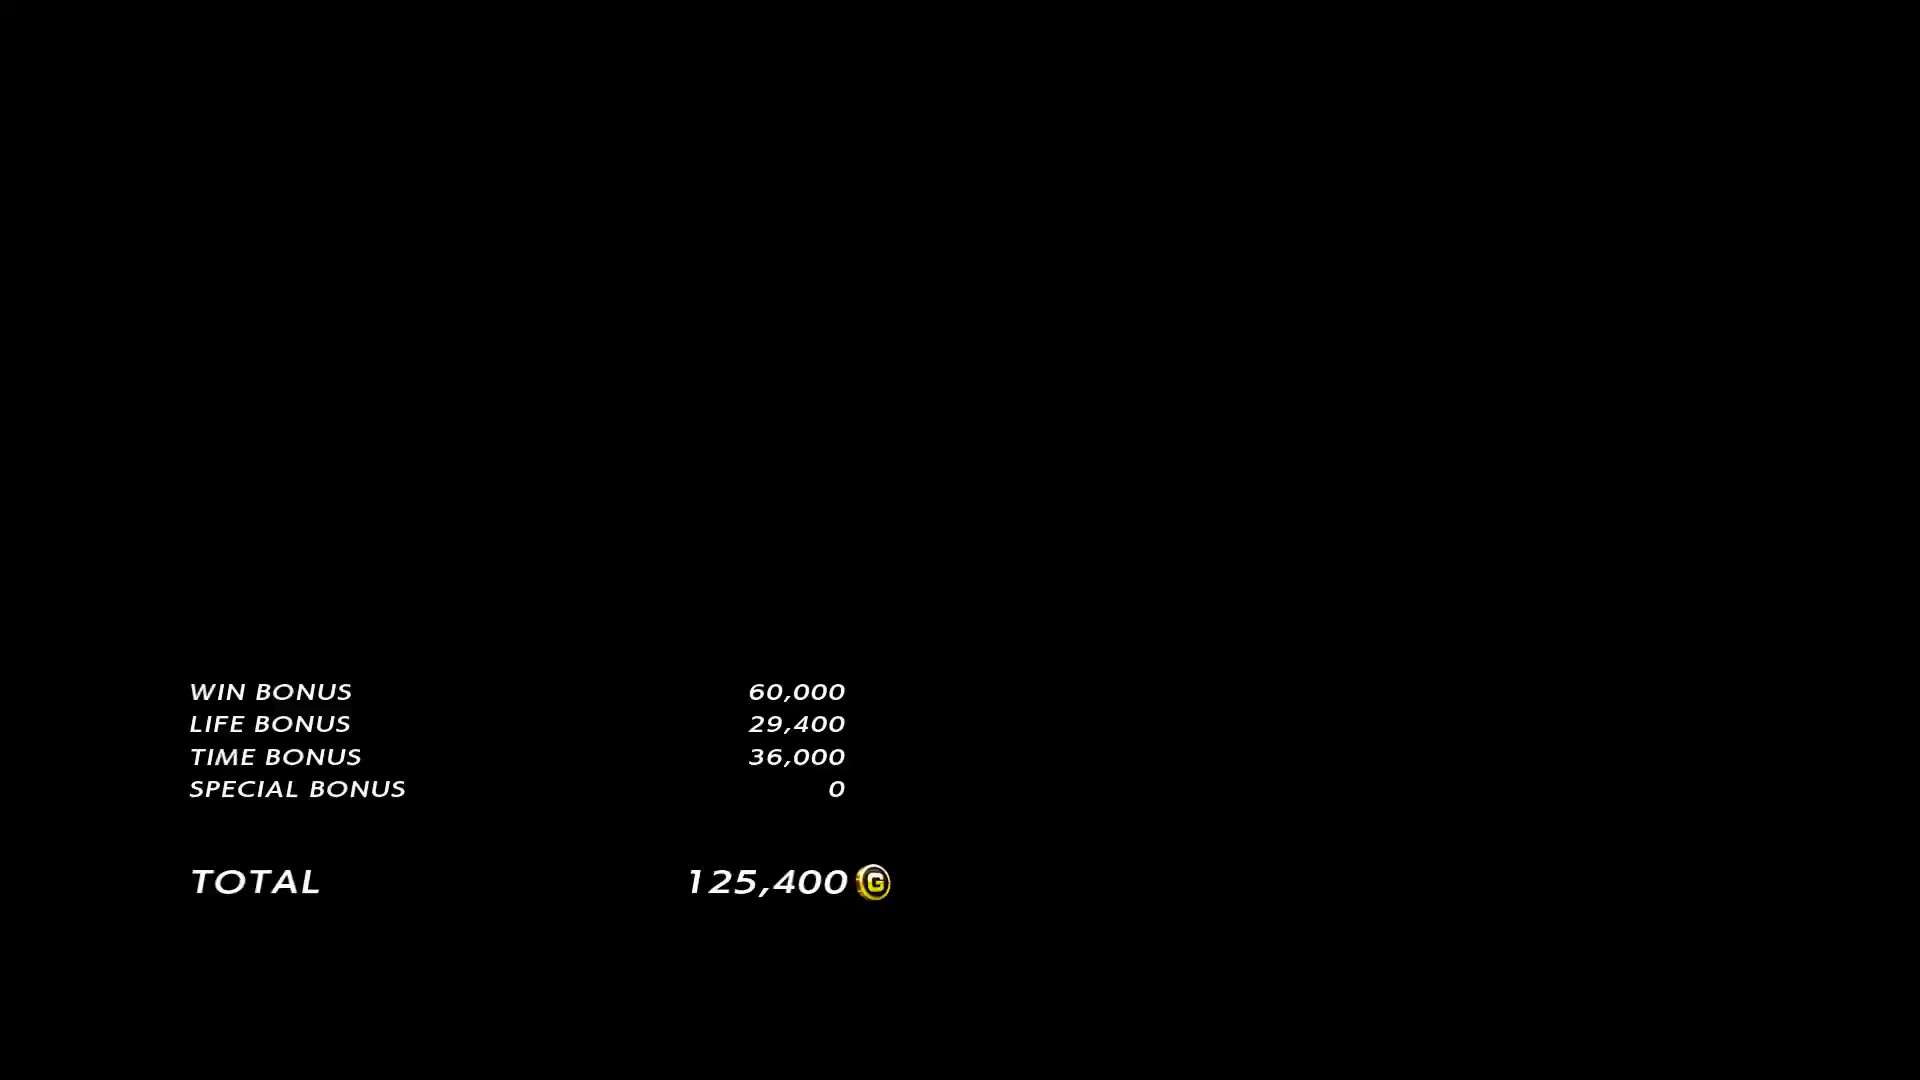 WIN BONUS 60,000
LIFE BONUS 29,400
TIME BONUS 36,000
SPECIAL BONUS 0
TOTAL 125,400 G